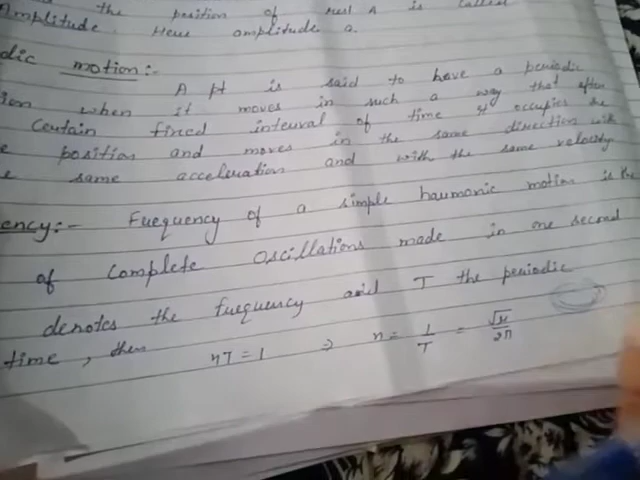 the position of rest A is called
Amplitude. Here amplitude a.
dic motion:-
A pt is said to have a periodic
ion when it moves in such a way that after
certain fixed interval of time it occupies the
e position and moves in the same direction with
e same acceleration and with the same velocity
ency:- Frequency of a simple harmonic motion is the
of complete oscillations made in one second
denotes the frequency and T the periodic
time, then nT = 1 ⇒ n = 1/T = √μ/2π